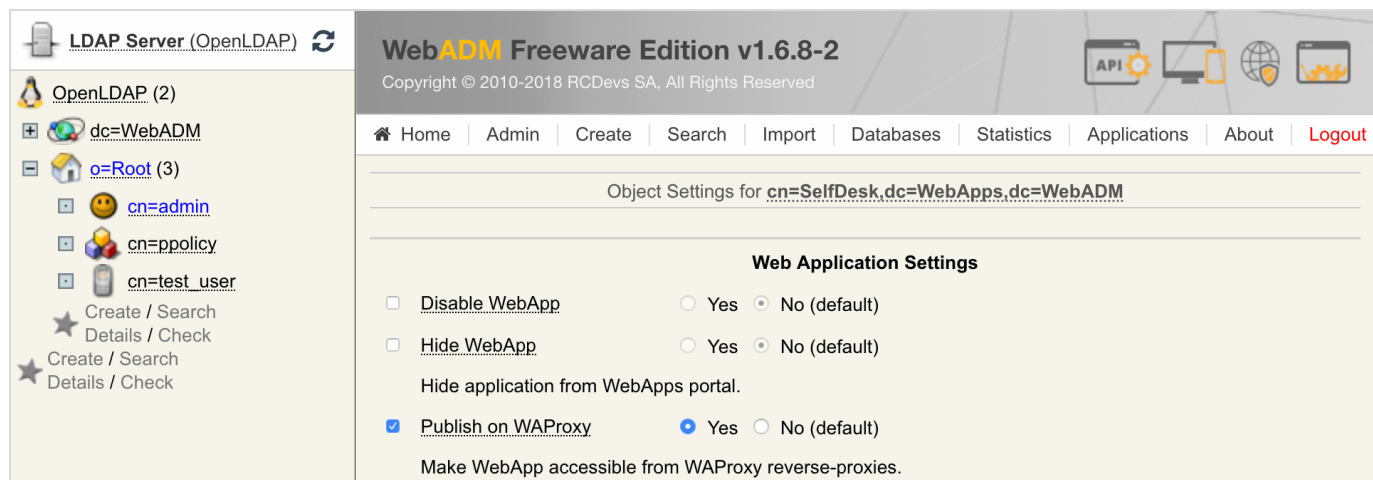 LDAP Server (OpenLDAP)
OpenLDAP (2)
dc=WebADM
o=Root (3)
cn=admin
cn=ppolicy
cn=test_user
Create / Search
Details / Check
Create / Search
Details / Check
WebADM Freeware Edition v1.6.8-2
Copyright © 2010-2018 RCDevs SA, All Rights Reserved
API
Home Admin Create Search Import Databases Statistics Applications About Logout
Object Settings for cn=SelfDesk,dc=WebApps,dc=WebADM
Web Application Settings
Disable WebApp Yes No (default)
Hide WebApp Yes No (default)
Hide application from WebApps portal.
Publish on WAProxy Yes No (default)
Make WebApp accessible from WAProxy reverse-proxies.